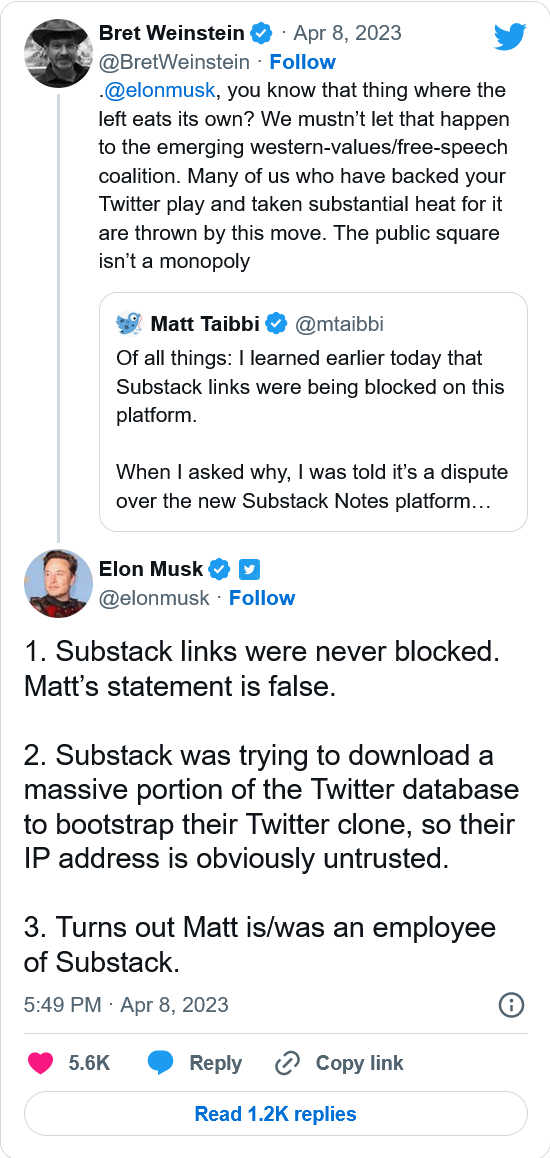 Bret Weinstein · Apr 8, 2023
@BretWeinstein · Follow
.@elonmusk, you know that thing where the
left eats its own? We mustn’t let that happen
to the emerging western-values/free-speech
coalition. Many of us who have backed your
Twitter play and taken substantial heat for it
are thrown by this move. The public square
isn’t a monopoly
Matt Taibbi @mtaibbi
Of all things: I learned earlier today that
Substack links were being blocked on this
platform.
When I asked why, I was told it’s a dispute
over the new Substack Notes platform…
Elon Musk
@elonmusk · Follow
1. Substack links were never blocked.
Matt’s statement is false.
2. Substack was trying to download a
massive portion of the Twitter database
to bootstrap their Twitter clone, so their
IP address is obviously untrusted.
3. Turns out Matt is/was an employee
of Substack.
5:49 PM · Apr 8, 2023
5.6K Reply Copy link
Read 1.2K replies